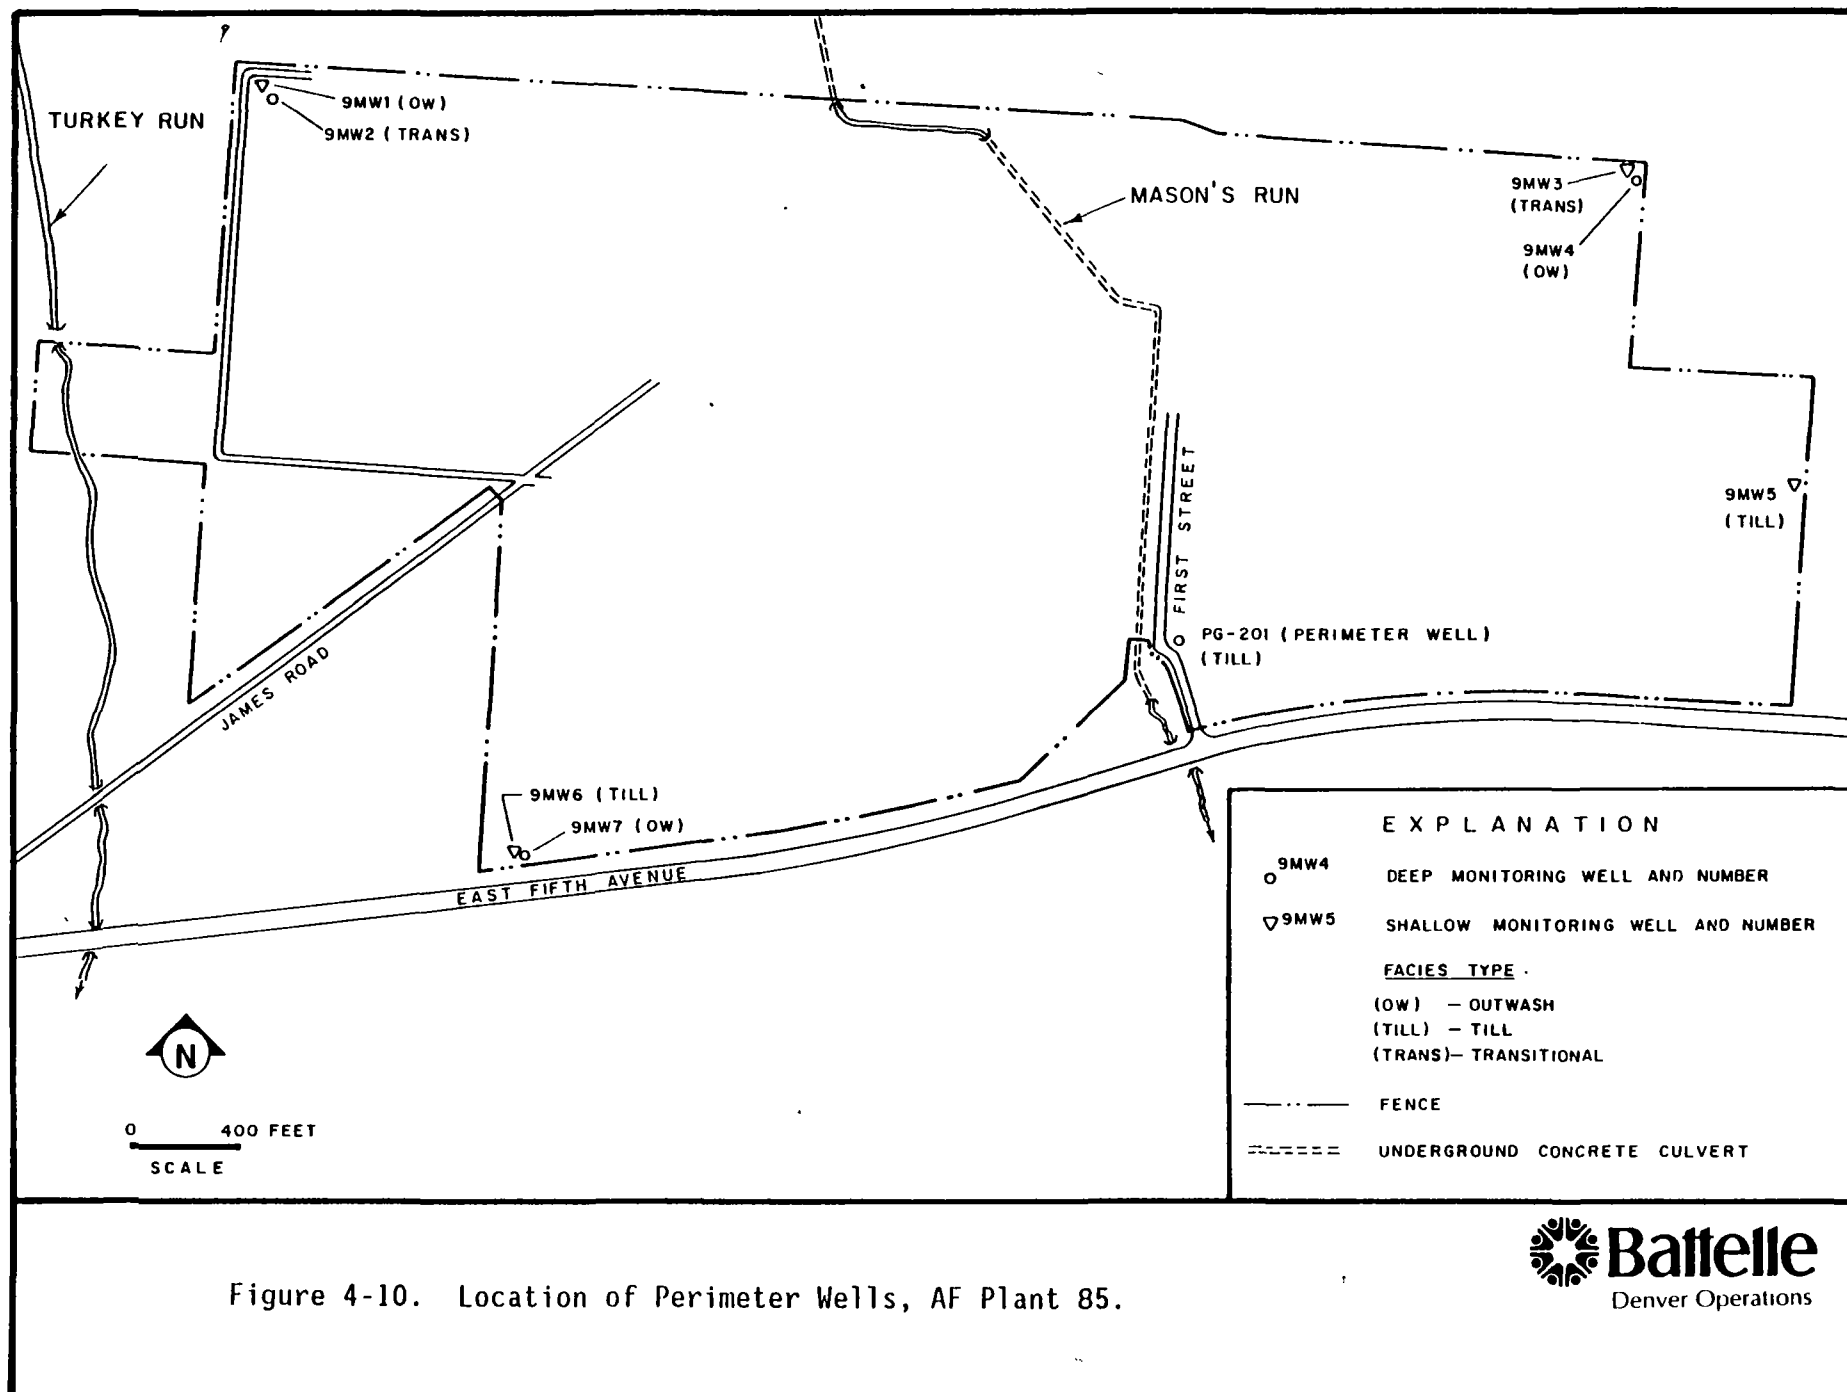 TURKEY RUN
9MW1 (OW)
9MW2 (TRANS)
MASON'S RUN
9MW3
(TRANS)
9MW4
(OW)
9MW5
(TILL)
FIRST STREET
PG-201 (PERIMETER WELL)
(TILL)
JAMES ROAD
9MW6 (TILL)
9MW7 (OW)
EAST FIFTH AVENUE
EXPLANATION
9MW4 DEEP MONITORING WELL AND NUMBER
9MW5 SHALLOW MONITORING WELL AND NUMBER
FACIES TYPE
(OW) — OUTWASH
(TILL) — TILL
(TRANS)— TRANSITIONAL
FENCE
UNDERGROUND CONCRETE CULVERT
N
0 400 FEET
SCALE
Battelle
Denver Operations
Figure 4-10. Location of Perimeter Wells, AF Plant 85.